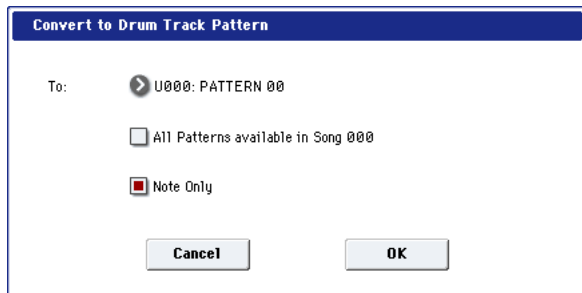 Convert to Drum Track Pattern
To: U000: PATTERN 00
All Patterns available in Song 000
Note Only
Cancel OK